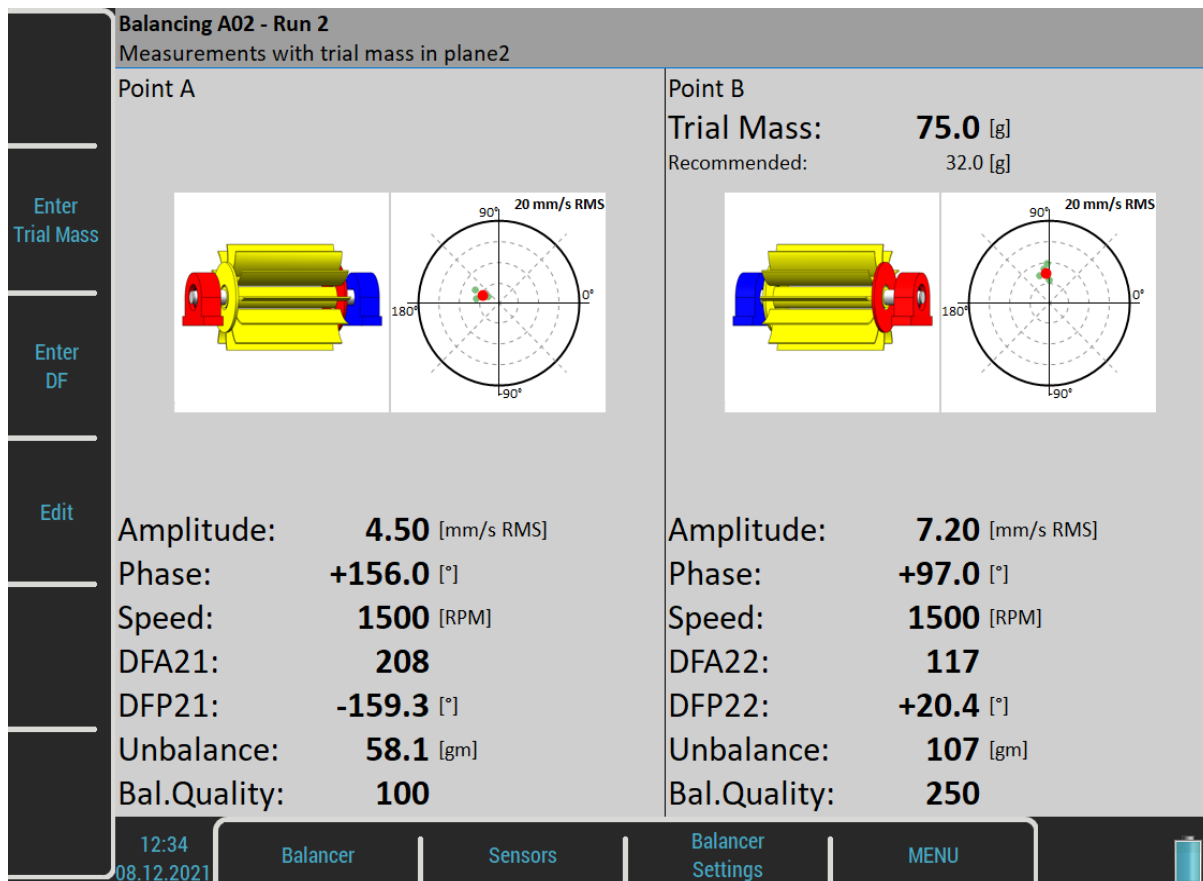 Balancing A02 - Run 2
Measurements with trial mass in plane2
Enter
Trial Mass
Enter
DF
Edit
Point A
20 mm/s RMS
90°
180°
0°
-90°
Amplitude: 4.50 [mm/s RMS]
Phase: +156.0 [°]
Speed: 1500 [RPM]
DFA21: 208
DFP21: -159.3 [°]
Unbalance: 58.1 [gm]
Bal.Quality: 100
Point B
Trial Mass: 75.0 [g]
Recommended: 32.0 [g]
20 mm/s RMS
90°
180°
0°
-90°
Amplitude: 7.20 [mm/s RMS]
Phase: +97.0 [°]
Speed: 1500 [RPM]
DFA22: 117
DFP22: +20.4 [°]
Unbalance: 107 [gm]
Bal.Quality: 250
12:34
08.12.2021
Balancer
Sensors
Balancer
Settings
MENU